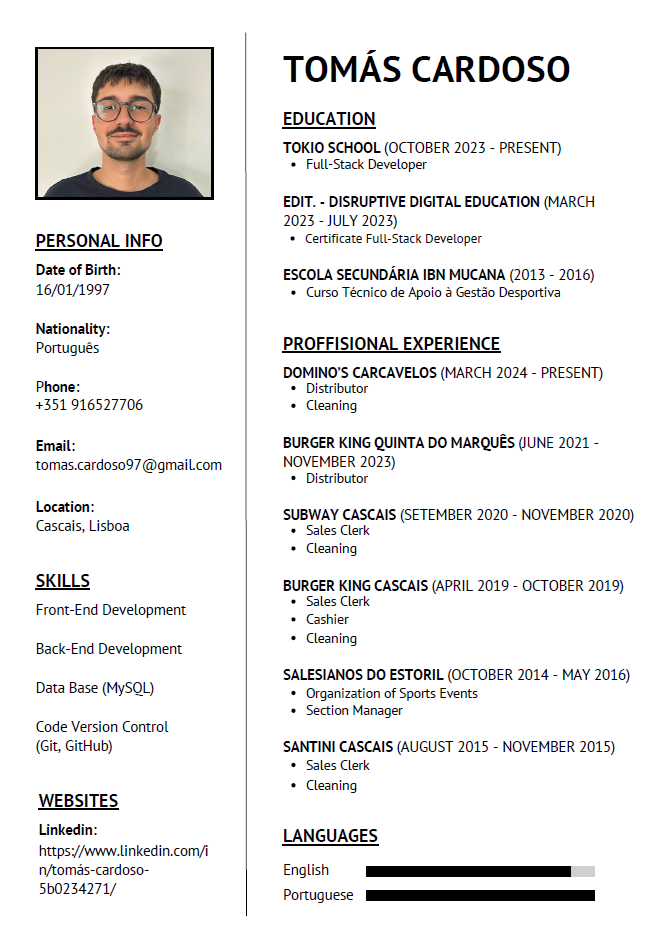 PERSONAL INFO
Date of Birth:
16/01/1997
Nationality:
Português
Phone:
+351 916527706
Email:
tomas.cardoso97@gmail.com
Location:
Cascais, Lisboa
SKILLS
Front-End Development
Back-End Development
Data Base (MySQL)
Code Version Control
(Git, GitHub)
WEBSITES
Linkedin:
https://www.linkedin.com/i
n/tomás-cardoso-
5b0234271/
TOMÁS CARDOSO
EDUCATION
TOKIO SCHOOL (OCTOBER 2023 - PRESENT)
• Full-Stack Developer
EDIT. - DISRUPTIVE DIGITAL EDUCATION (MARCH
2023 - JULY 2023)
• Certificate Full-Stack Developer
ESCOLA SECUNDÁRIA IBN MUCANA (2013 - 2016)
• Curso Técnico de Apoio à Gestão Desportiva
PROFFISIONAL EXPERIENCE
DOMINO’S CARCAVELOS (MARCH 2024 - PRESENT)
• Distributor
• Cleaning
BURGER KING QUINTA DO MARQUÊS (JUNE 2021 -
NOVEMBER 2023)
• Distributor
SUBWAY CASCAIS (SETEMBER 2020 - NOVEMBER 2020)
• Sales Clerk
• Cleaning
BURGER KING CASCAIS (APRIL 2019 - OCTOBER 2019)
• Sales Clerk
• Cashier
• Cleaning
SALESIANOS DO ESTORIL (OCTOBER 2014 - MAY 2016)
• Organization of Sports Events
• Section Manager
SANTINI CASCAIS (AUGUST 2015 - NOVEMBER 2015)
• Sales Clerk
• Cleaning
LANGUAGES
English
Portuguese